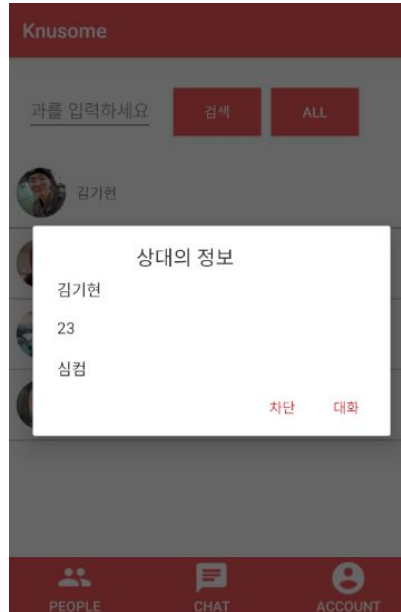 Knusome
과를 입력하세요 검색 ALL
김기현
상대의 정보
김기현
23
심컴
차단 대화
PEOPLE CHAT ACCOUNT